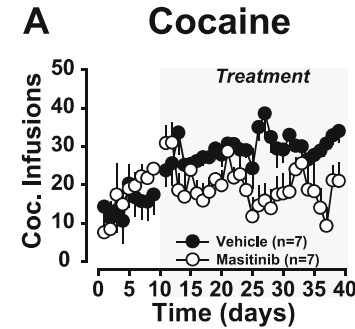 A Cocaine
Treatment
Coc. Infusions
50
40
30
20
10
0
Vehicle (n=7)
Masitinib (n=7)
0 5 10 15 20 25 30 35 40
Time (days)